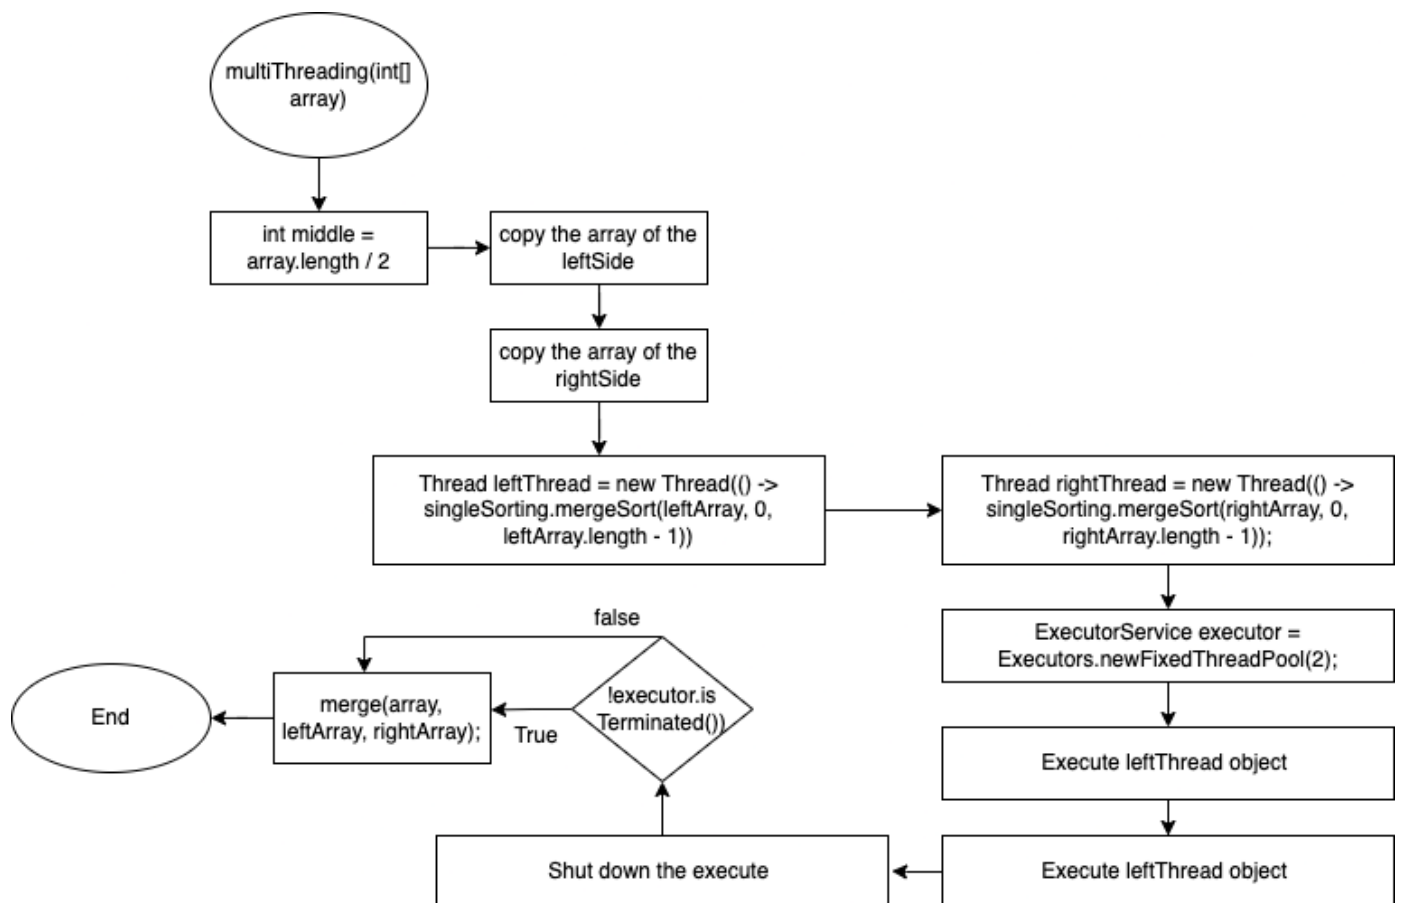 multiThreading(int[]
array)
int middle =
array.length / 2
copy the array of the
leftSide
copy the array of the
rightSide
Thread leftThread = new Thread(() ->
singleSorting.mergeSort(leftArray, 0,
leftArray.length - 1))
Thread rightThread = new Thread(() ->
singleSorting.mergeSort(rightArray, 0,
rightArray.length - 1));
ExecutorService executor =
Executors.newFixedThreadPool(2);
Execute leftThread object
Execute leftThread object
Shut down the execute
!executor.is
Terminated())
false
True
merge(array,
leftArray, rightArray);
End